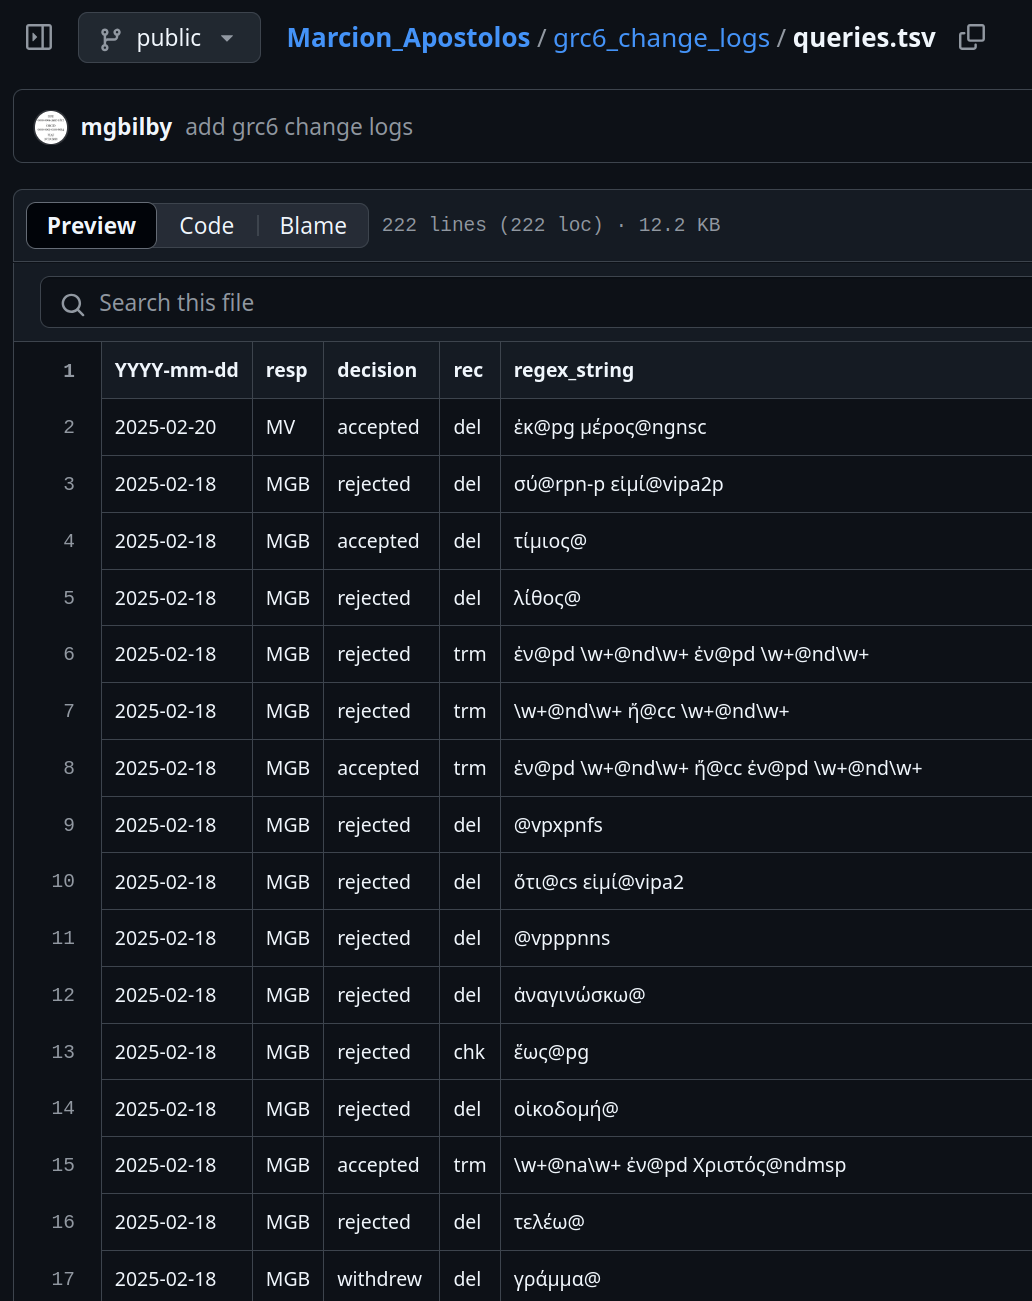 public Marcion_Apostolos / grc6_change_logs / queries.tsv
mgbilby add grc6 change logs
Preview Code Blame 222 lines (222 loc) · 12.2 KB
Search this file
1 YYYY-mm-dd resp decision rec regex_string
2 2025-02-20 MV accepted del ἐκ@pg μέρος@ngnsc
3 2025-02-18 MGB rejected del σύ@rpn-p εἰμί@vipa2p
4 2025-02-18 MGB accepted del τίμιος@
5 2025-02-18 MGB rejected del λίθος@
6 2025-02-18 MGB rejected trm ἐν@pd \w+@nd\w+ ἐν@pd \w+@nd\w+
7 2025-02-18 MGB rejected trm \w+@nd\w+ ἤ@cc \w+@nd\w+
8 2025-02-18 MGB accepted trm ἐν@pd \w+@nd\w+ ἤ@cc ἐν@pd \w+@nd\w+
9 2025-02-18 MGB rejected del @vpxpnfs
10 2025-02-18 MGB rejected del ὅτι@cs εἰμί@vipa2
11 2025-02-18 MGB rejected del @vpppnns
12 2025-02-18 MGB rejected del ἀναγινώσκω@
13 2025-02-18 MGB rejected chk ἕως@pg
14 2025-02-18 MGB rejected del οἰκοδομή@
15 2025-02-18 MGB accepted trm \w+@na\w+ ἐν@pd Χριστός@ndmsp
16 2025-02-18 MGB rejected del τελέω@
17 2025-02-18 MGB withdrew del γράμμα@